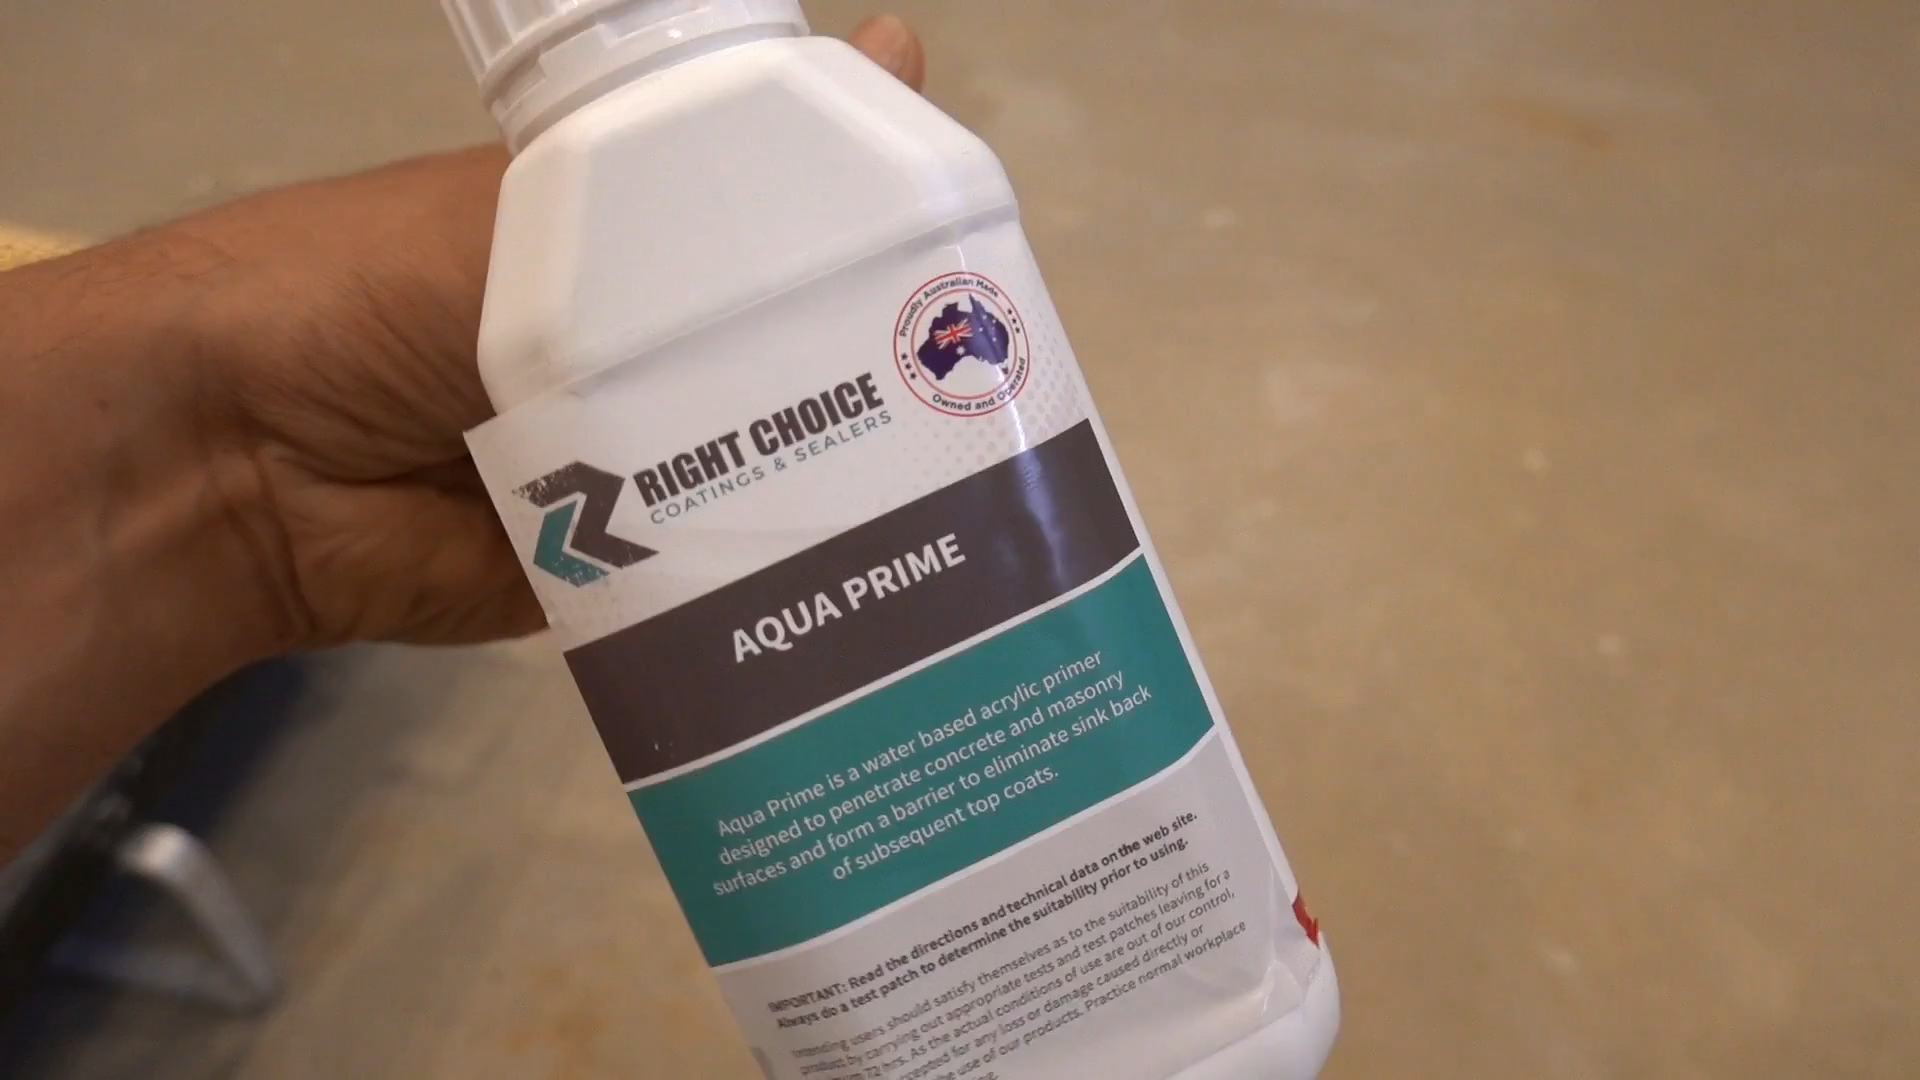 Proudly Australian Made
Owned and Operated
RIGHT CHOICE
COATINGS & SEALERS
AQUA PRIME
Aqua Prime is a water based acrylic primer
designed to penetrate concrete and masonry
surfaces and form a barrier to eliminate sink back
of subsequent top coats.
IMPORTANT: Read the directions and technical data on the web site.
Always do a test patch to determine the suitability prior to using.
Intending users should satisfy themselves as to the suitability of this
product by carrying out appropriate tests and test patches leaving for a
72 hrs. As the actual conditions of use are out of our control,
for any loss or damage caused directly or
use of our products. Practice normal workplace